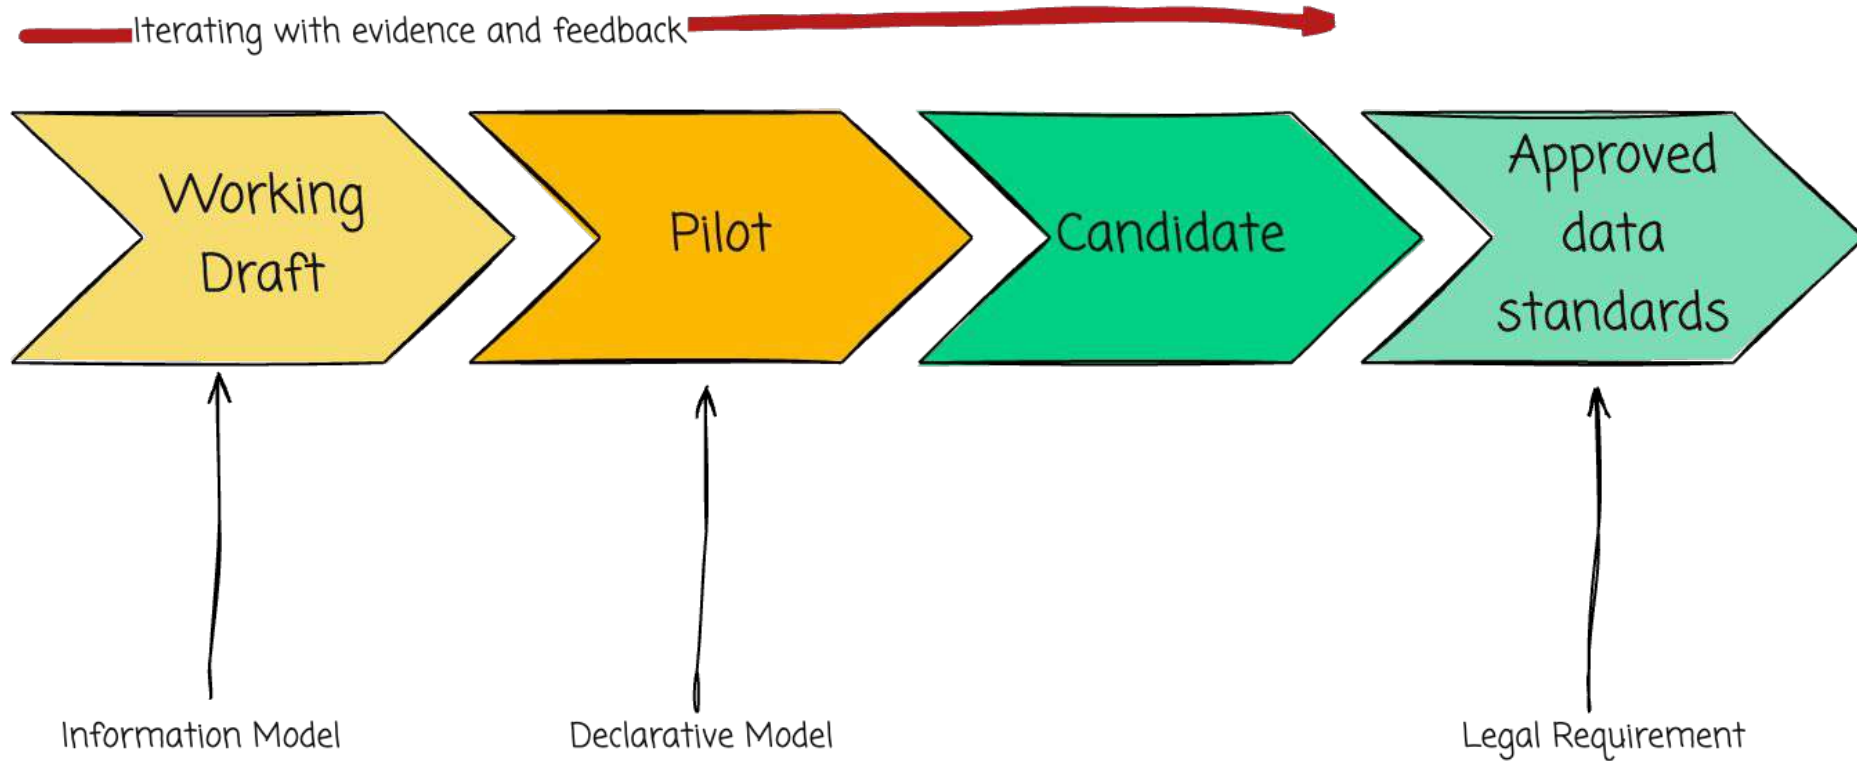 Iterating with evidence and feedback
Working
Draft
Pilot
Candidate
Approved
data
standards
Information Model
Declarative Model
Legal Requirement